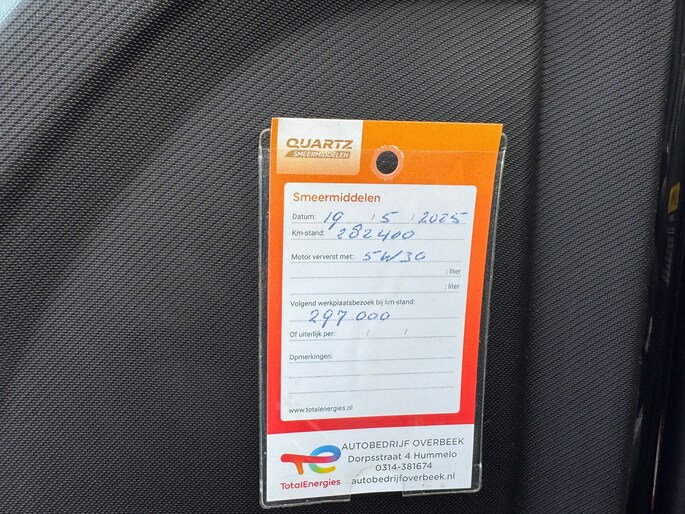 QUARTZ
SMEERMIDDELEN
Smeermiddelen
Datum: 19 / 5 / 2025
Km-stand: 282400
Motor ververst met: 5W30
: liter
: liter
Volgend werkplaatsbezoek bij km-stand:
297000
Of uiterlijk per: / /
Opmerkingen:
www.totalenergies.nl
AUTOBEDRIJF OVERBEEK
Dorpsstraat 4 Hummelo
0314-381674
TotalEnergies autobedrijfoverbeek.nl